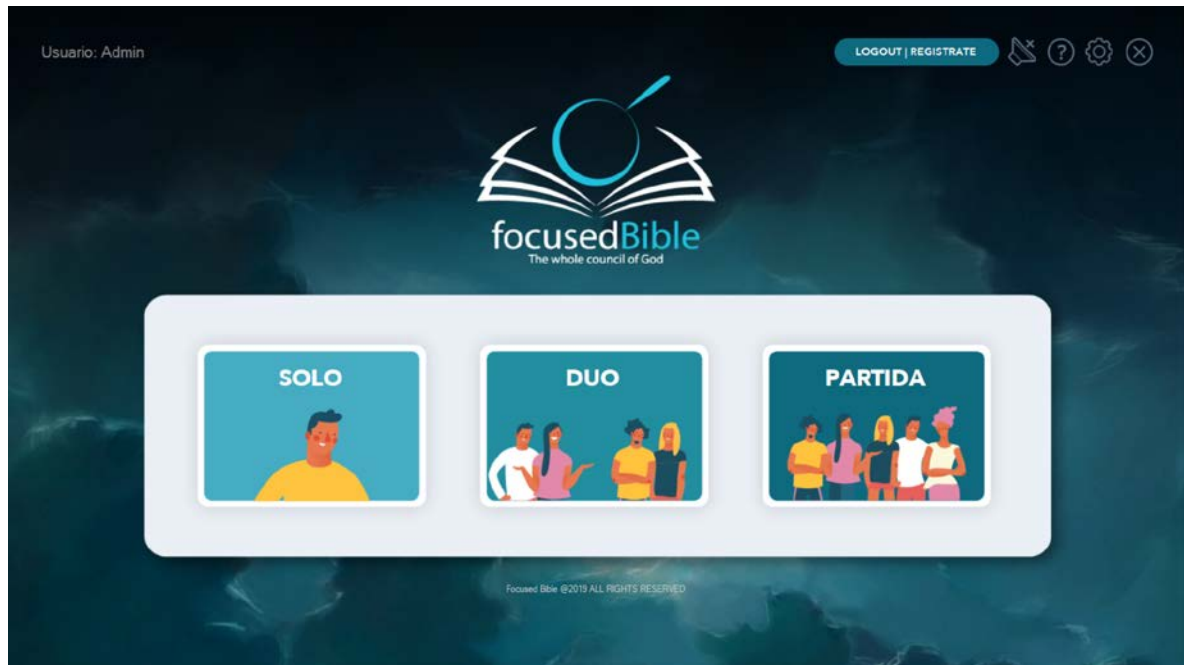 Usuario: Admin
LOGOUT | REGISTRATE
focusedBible
The whole council of God
SOLO
DUO
PARTIDA
Focused Bible @2019 ALL RIGHTS RESERVED